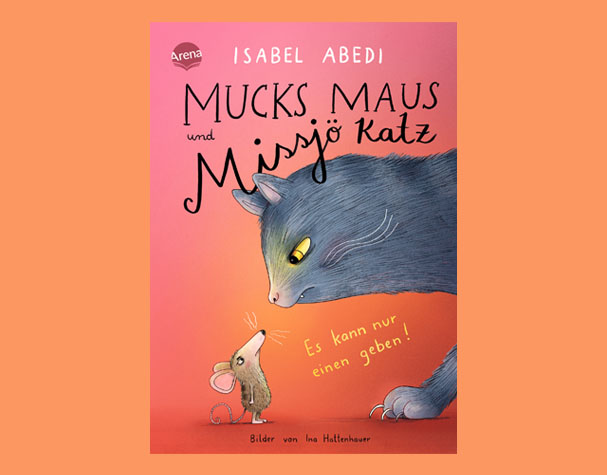 Arena
ISABEL ABEDI
MUCKS MAUS
und
Missjö Katz
Es kann nur
einen geben!
Bilder von Ina Hattenhauer